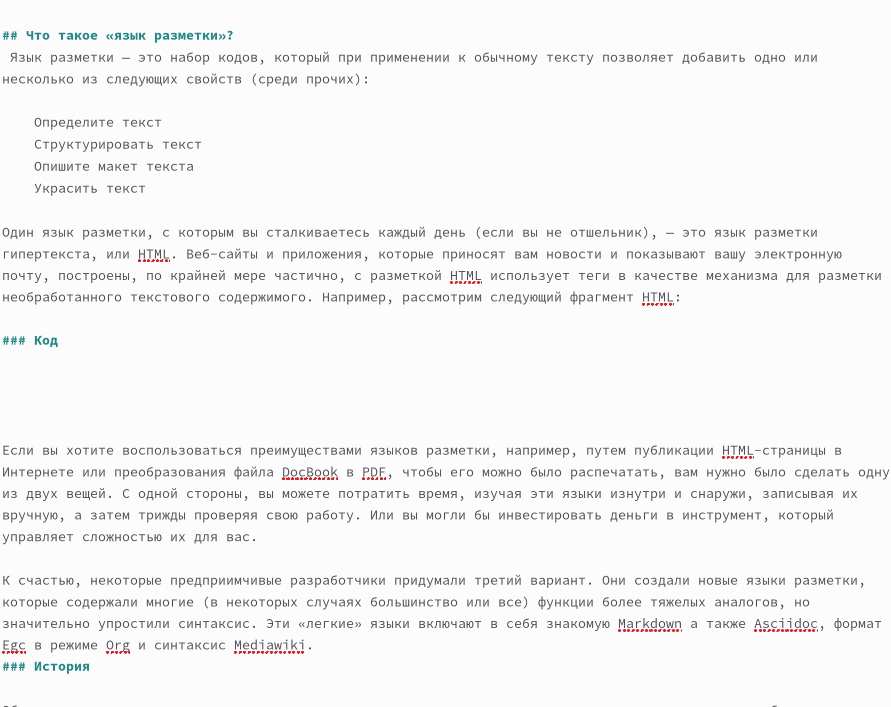 ## Что такое «язык разметки»?
Язык разметки — это набор кодов, который при применении к обычному тексту позволяет добавить одно или
несколько из следующих свойств (среди прочих):
Определите текст
Структурировать текст
Опишите макет текста
Украсить текст
Один язык разметки, с которым вы сталкиваетесь каждый день (если вы не отшельник), — это язык разметки
гипертекста, или HTML. Веб-сайты и приложения, которые приносят вам новости и показывают вашу электронную
почту, построены, по крайней мере частично, с разметкой HTML использует теги в качестве механизма для разметки
необработанного текстового содержимого. Например, рассмотрим следующий фрагмент HTML:
### Код
Если вы хотите воспользоваться преимуществами языков разметки, например, путем публикации HTML-страницы в
Интернете или преобразования файла DocBook в PDF, чтобы его можно было распечатать, вам нужно было сделать одну
из двух вещей. С одной стороны, вы можете потратить время, изучая эти языки изнутри и снаружи, записывая их
вручную, а затем трижды проверяя свою работу. Или вы могли бы инвестировать деньги в инструмент, который
управляет сложностью их для вас.
К счастью, некоторые предприимчивые разработчики придумали третий вариант. Они создали новые языки разметки,
которые содержали многие (в некоторых случаях большинство или все) функции более тяжелых аналогов, но
значительно упростили синтаксис. Эти «легкие» языки включают в себя знакомую Markdown а также Asciidoc, формат
Egc в режиме Org и синтаксис Mediawiki.
### История